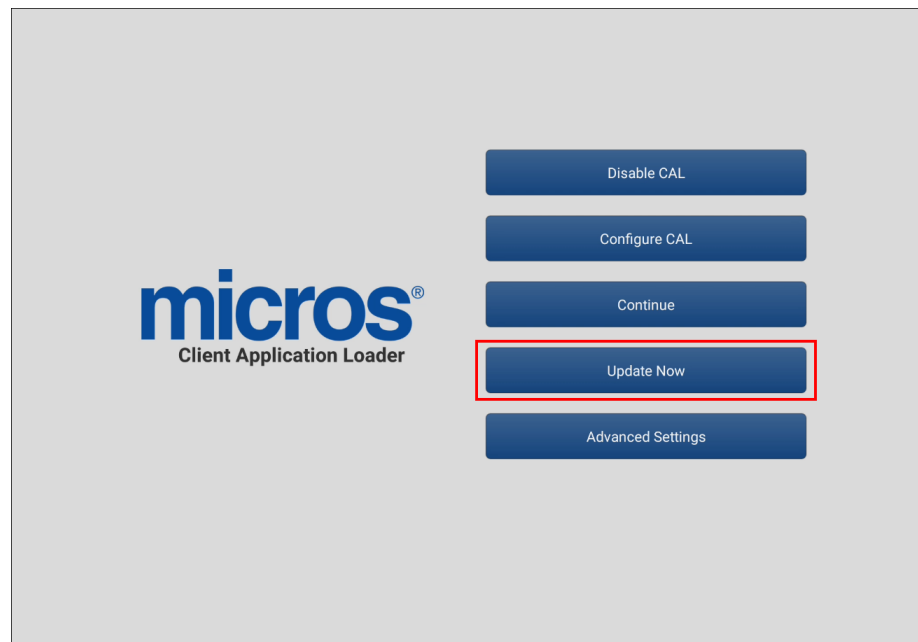 Disable CAL
Configure CAL
micros®
Client Application Loader
Continue
Update Now
Advanced Settings